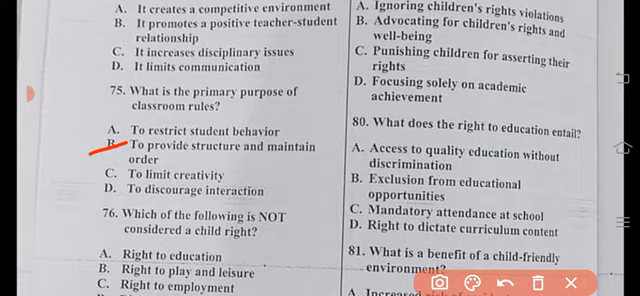 A. It creates a competitive environment
B. It promotes a positive teacher-student
relationship
C. It increases disciplinary issues
D. It limits communication
75. What is the primary purpose of
classroom rules?
A. To restrict student behavior
B. To provide structure and maintain
order
C. To limit creativity
D. To discourage interaction
76. Which of the following is NOT
considered a child right?
A. Right to education
B. Right to play and leisure
C. Right to employment
A. Ignoring children's rights violations
B. Advocating for children's rights and
well-being
C. Punishing children for asserting their
rights
D. Focusing solely on academic
achievement
80. What does the right to education entail?
A. Access to quality education without
discrimination
B. Exclusion from educational
opportunities
C. Mandatory attendance at school
D. Right to dictate curriculum content
81. What is a benefit of a child-friendly
environment?
A. Increased